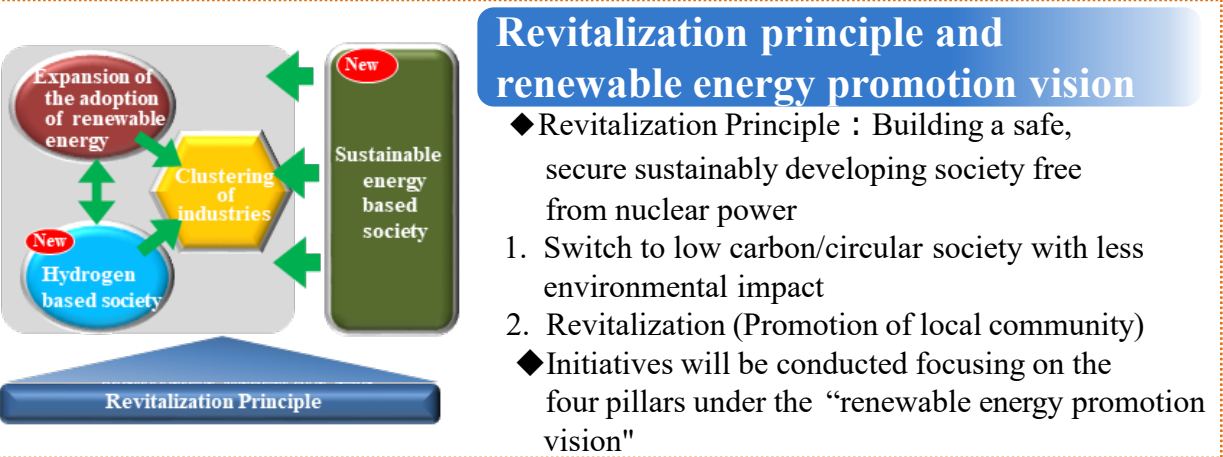 New
Expansion of
the adoption
of renewable
energy
Clustering
of
industries
New
Hydrogen
based society
New
Sustainable
energy
based
society
Revitalization Principle
Revitalization principle and
renewable energy promotion vision
◆Revitalization Principle：Building a safe,
secure sustainably developing society free
from nuclear power
1. Switch to low carbon/circular society with less
environmental impact
2. Revitalization (Promotion of local community)
◆Initiatives will be conducted focusing on the
four pillars under the “renewable energy promotion
vision"